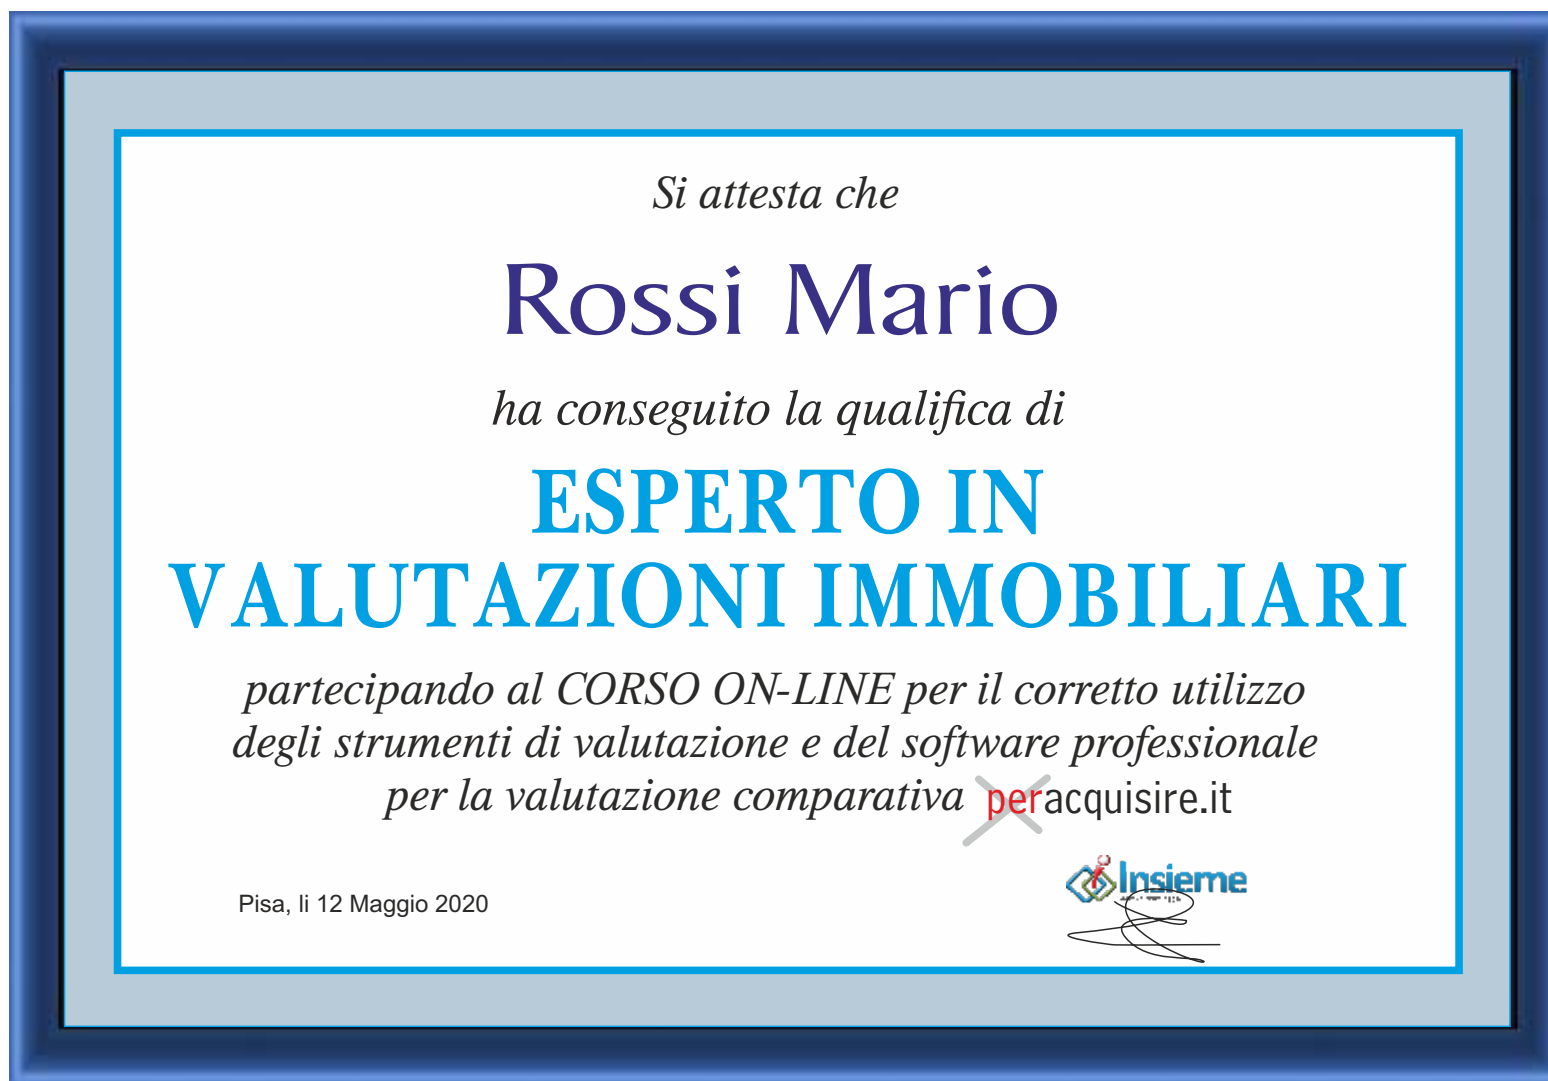 Si attesta che
Rossi Mario
ha conseguito la qualifica di
ESPERTO IN
VALUTAZIONI IMMOBILIARI
partecipando al CORSO ON-LINE per il corretto utilizzo
degli strumenti di valutazione e del software professionale
per la valutazione comparativa peracquisire.it
Insieme
Pisa, li 12 Maggio 2020